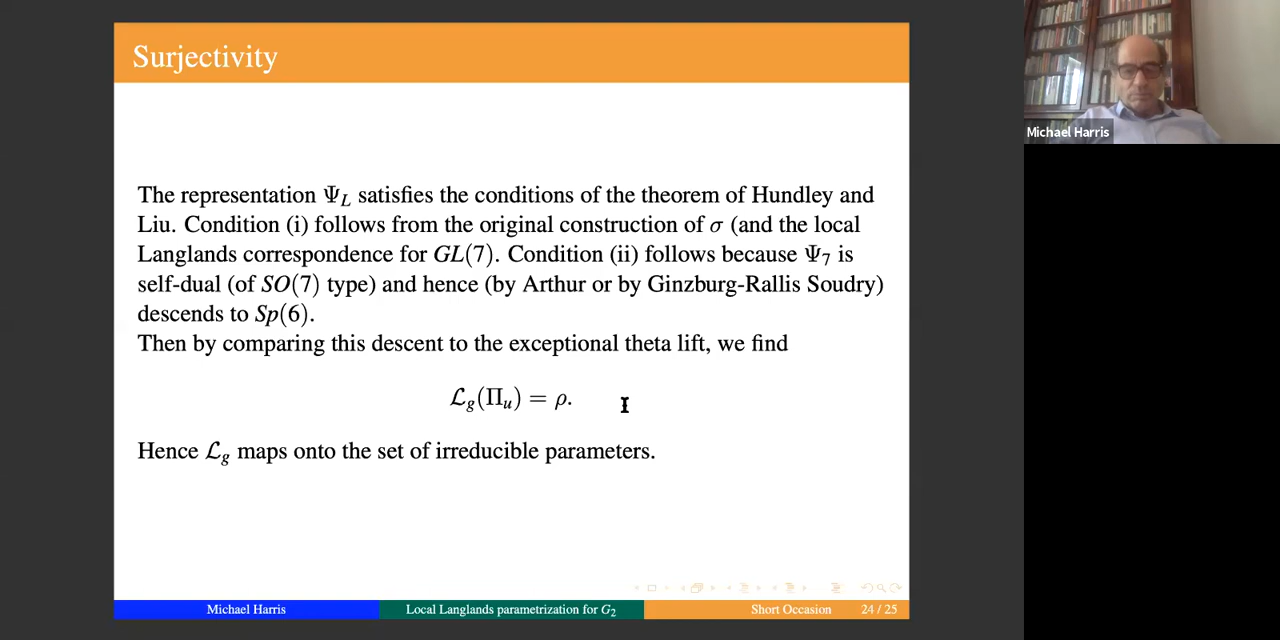 Surjectivity
The representation Ψ_L satisfies the conditions of the theorem of Hundley and
Liu. Condition (i) follows from the original construction of σ (and the local
Langlands correspondence for GL(7). Condition (ii) follows because Ψ_7 is
self-dual (of SO(7) type) and hence (by Arthur or by Ginzburg-Rallis Soudry)
descends to Sp(6).
Then by comparing this descent to the exceptional theta lift, we find
ℒ_g(Π_u) = ρ.
Hence ℒ_g maps onto the set of irreducible parameters.
Michael Harris
Local Langlands parametrization for G_2
Short Occasion
24 / 25
Michael Harris